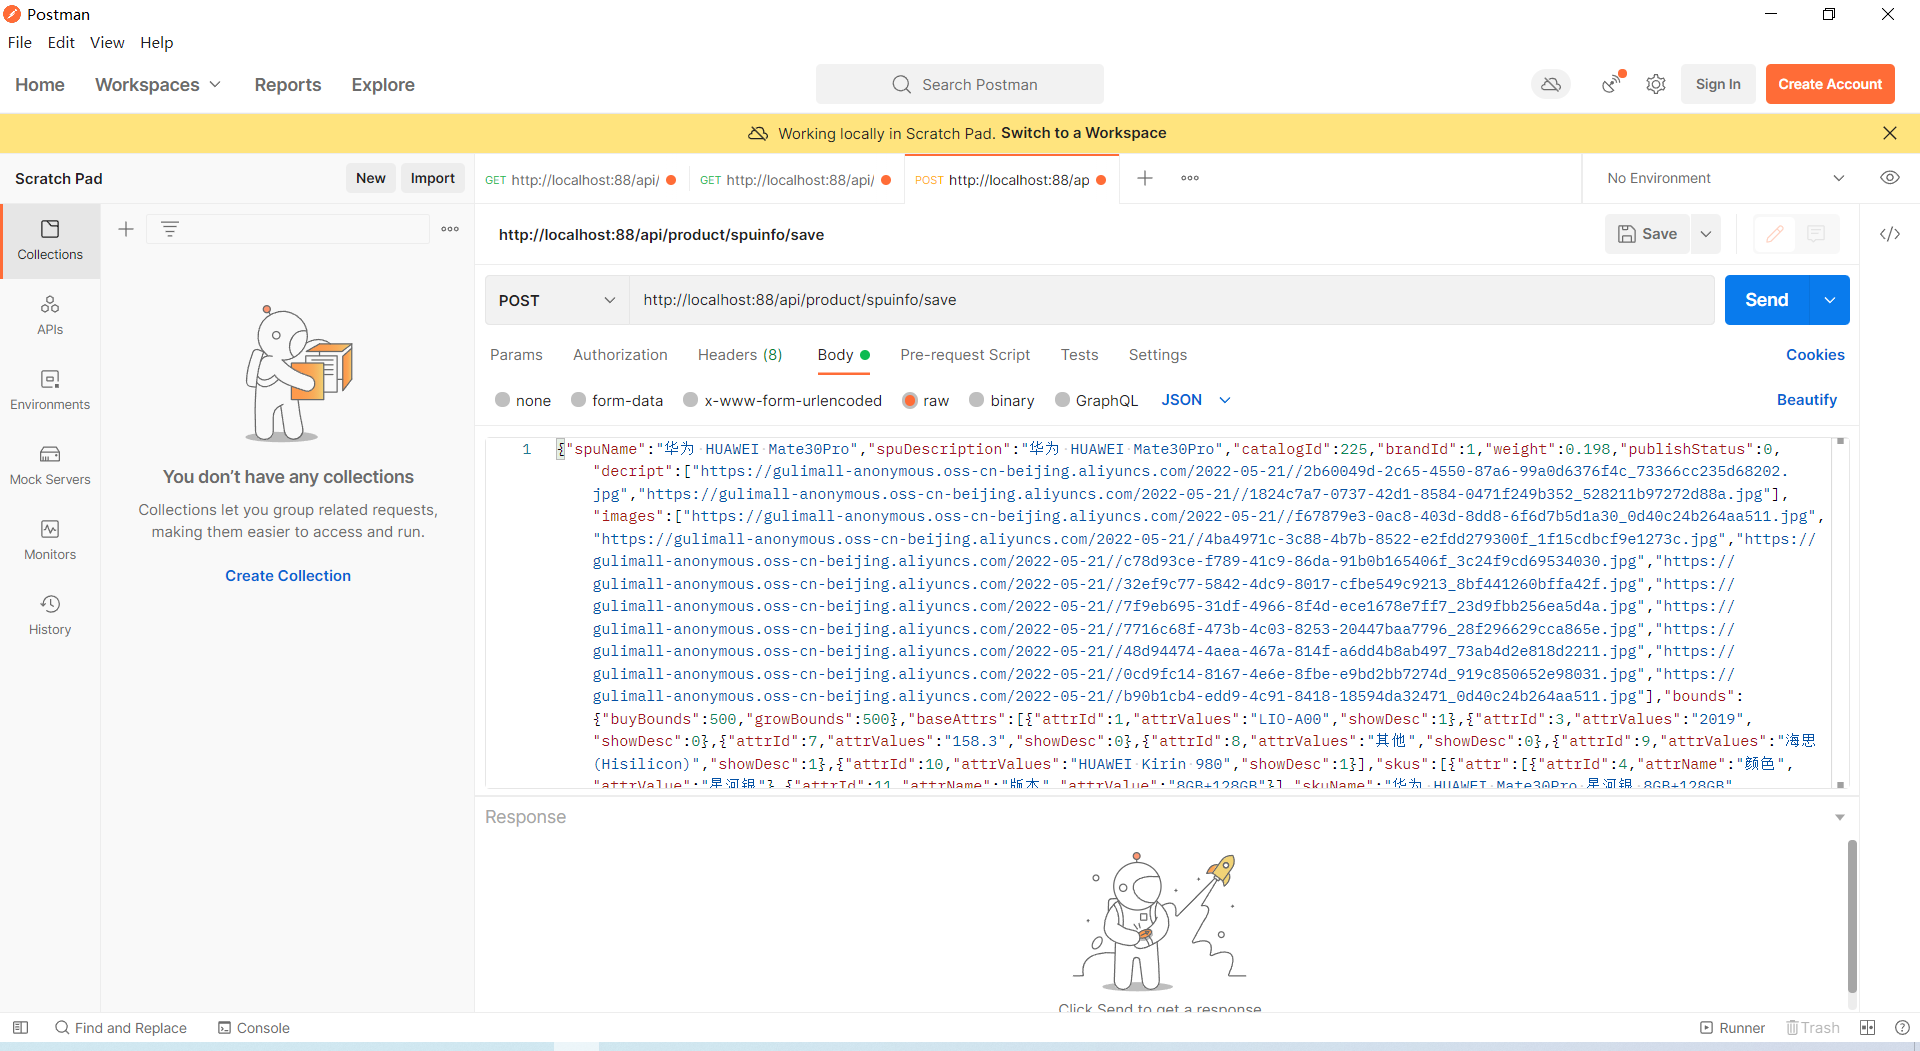 Postman
File Edit View Help
Home Workspaces Reports Explore Search Postman Sign In Create Account
Working locally in Scratch Pad. Switch to a Workspace
Scratch Pad New Import GET http://localhost:88/api/ GET http://localhost:88/api/ POST http://localhost:88/ap No Environment
Collections
APIs
Environments
Mock Servers
Monitors
History
You don't have any collections
Collections let you group related requests,
making them easier to access and run.
Create Collection
http://localhost:88/api/product/spuinfo/save Save
POST http://localhost:88/api/product/spuinfo/save Send
Params Authorization Headers (8) Body Pre-request Script Tests Settings Cookies
none form-data x-www-form-urlencoded raw binary GraphQL JSON Beautify
1 {"spuName":"华为 HUAWEI Mate30Pro","spuDescription":"华为 HUAWEI Mate30Pro","catalogId":225,"brandId":1,"weight":0.198,"publishStatus":0,
"decript":["https://gulimall-anonymous.oss-cn-beijing.aliyuncs.com/2022-05-21//2b60049d-2c65-4550-87a6-99a0d6376f4c_73366cc235d68202.
jpg","https://gulimall-anonymous.oss-cn-beijing.aliyuncs.com/2022-05-21//1824c7a7-0737-42d1-8584-0471f249b352_528211b97272d88a.jpg"],
"images":["https://gulimall-anonymous.oss-cn-beijing.aliyuncs.com/2022-05-21//f67879e3-0ac8-403d-8dd8-6f6d7b5d1a30_0d40c24b264aa511.jpg",
"https://gulimall-anonymous.oss-cn-beijing.aliyuncs.com/2022-05-21//4ba4971c-3c88-4b7b-8522-e2fdd279300f_1f15cdbcf9e1273c.jpg","https://
gulimall-anonymous.oss-cn-beijing.aliyuncs.com/2022-05-21//c78d93ce-f789-41c9-86da-91b0b165406f_3c24f9cd69534030.jpg","https://
gulimall-anonymous.oss-cn-beijing.aliyuncs.com/2022-05-21//32ef9c77-5842-4dc9-8017-cfbe549c9213_8bf441260bffa42f.jpg","https://
gulimall-anonymous.oss-cn-beijing.aliyuncs.com/2022-05-21//7f9eb695-31df-4966-8f4d-ece1678e7ff7_23d9fbb256ea5d4a.jpg","https://
gulimall-anonymous.oss-cn-beijing.aliyuncs.com/2022-05-21//7716c68f-473b-4c03-8253-20447baa7796_28f296629cca865e.jpg","https://
gulimall-anonymous.oss-cn-beijing.aliyuncs.com/2022-05-21//48d94474-4aea-467a-814f-a6dd4b8ab497_73ab4d2e818d2211.jpg","https://
gulimall-anonymous.oss-cn-beijing.aliyuncs.com/2022-05-21//0cd9fc14-8167-4e6e-8fbe-e9bd2bb7274d_919c850652e98031.jpg","https://
gulimall-anonymous.oss-cn-beijing.aliyuncs.com/2022-05-21//b90b1cb4-edd9-4c91-8418-18594da32471_0d40c24b264aa511.jpg"],"bounds":
{"buyBounds":500,"growBounds":500},"baseAttrs":[{"attrId":1,"attrValues":"LIO-A00","showDesc":1},{"attrId":3,"attrValues":"2019",
"showDesc":0},{"attrId":7,"attrValues":"158.3","showDesc":0},{"attrId":8,"attrValues":"其他","showDesc":0},{"attrId":9,"attrValues":"海思
(Hisilicon)","showDesc":1},{"attrId":10,"attrValues":"HUAWEI Kirin 980","showDesc":1}],"skus":[{"attr":[{"attrId":4,"attrName":"颜色",
"attrValue":"星河银"},{"attrId":11,"attrName":"版本","attrValue":"8GB+128GB"}],"skuName":"华为 HUAWEI Mate30Pro 星河银 8GB+128GB"
Response
Click Send to get a response
Find and Replace Console Runner Trash